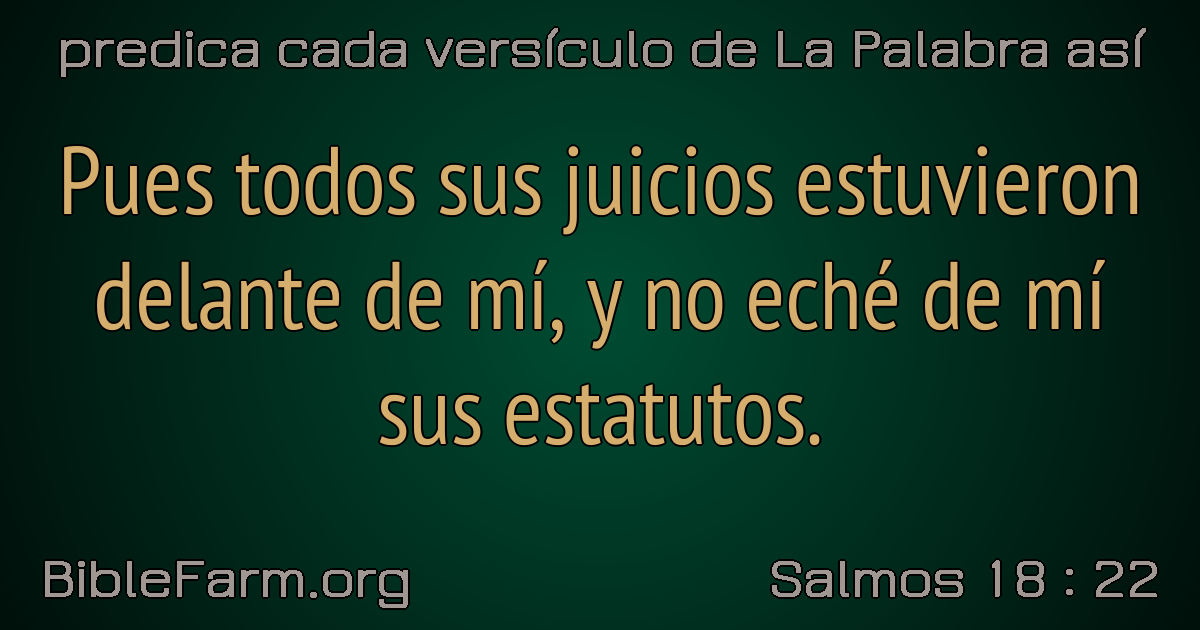 predica cada versículo de La Palabra así
Pues todos sus juicios estuvieron
delante de mí, y no eché de mí
sus estatutos.
BibleFarm.org
Salmos 18 : 22